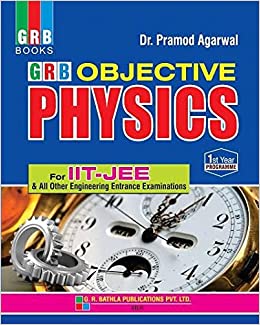 GRB
BOOKS
Dr. Pramod Agarwal
GRB OBJECTIVE
PHYSICS
For IIT-JEE
& All Other Engineering Entrance Examinations
1st Year
PROGRAMME
G. R. BATHLA PUBLICATIONS PVT. LTD.